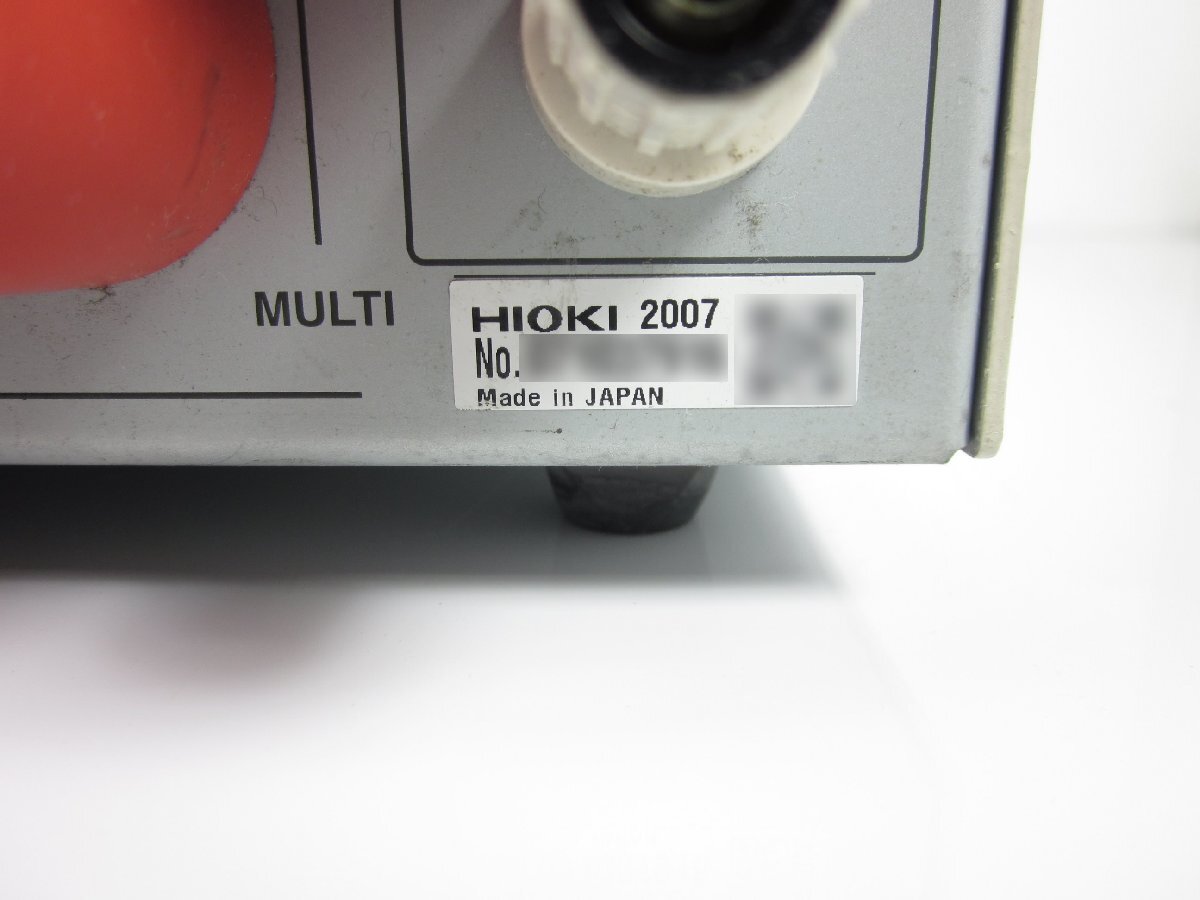 MULTI
HIOKI 2007
No.
Made in JAPAN